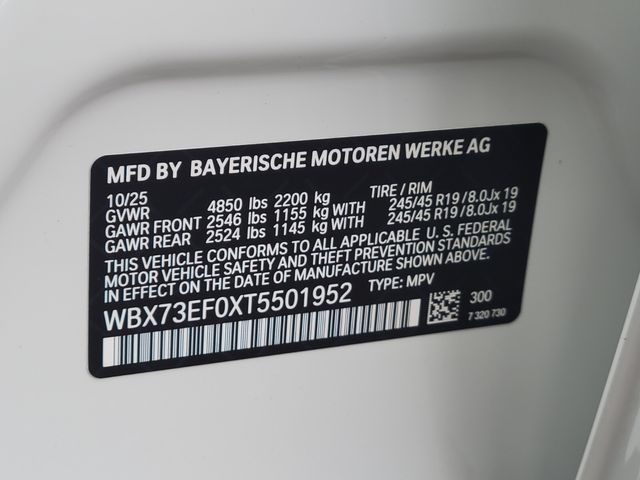 MFD BY BAYERISCHE MOTOREN WERKE AG
10/25 TIRE / RIM
GVWR 4850 lbs 2200 kg
GAWR FRONT 2546 lbs 1155 kg WITH 245/45 R19 / 8.0Jx 19
GAWR REAR 2524 lbs 1145 kg WITH 245/45 R19 / 8.0Jx 19
THIS VEHICLE CONFORMS TO ALL APPLICABLE U. S. FEDERAL
MOTOR VEHICLE SAFETY AND THEFT PREVENTION STANDARDS
IN EFFECT ON THE DATE OF MANUFACTURE SHOWN ABOVE.
WBX73EF0XT5501952 TYPE: MPV
300
7 320 730